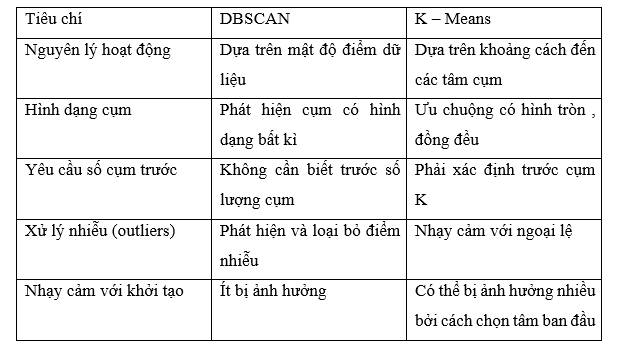 Tiêu chí
DBSCAN
K – Means
Nguyên lý hoạt động
Dựa trên mật độ điểm dữ
liệu
Dựa trên khoảng cách đến
các tâm cụm
Hình dạng cụm
Phát hiện cụm có hình
dạng bất kì
Ưu chuộng có hình tròn ,
đồng đều
Yêu cầu số cụm trước
Không cần biết trước số
lượng cụm
Phải xác định trước cụm
K
Xử lý nhiễu (outliers)
Phát hiện và loại bỏ điểm
nhiễu
Nhạy cảm với ngoại lệ
Nhạy cảm với khởi tạo
Ít bị ảnh hưởng
Có thể bị ảnh hưởng nhiều
bởi cách chọn tâm ban đầu